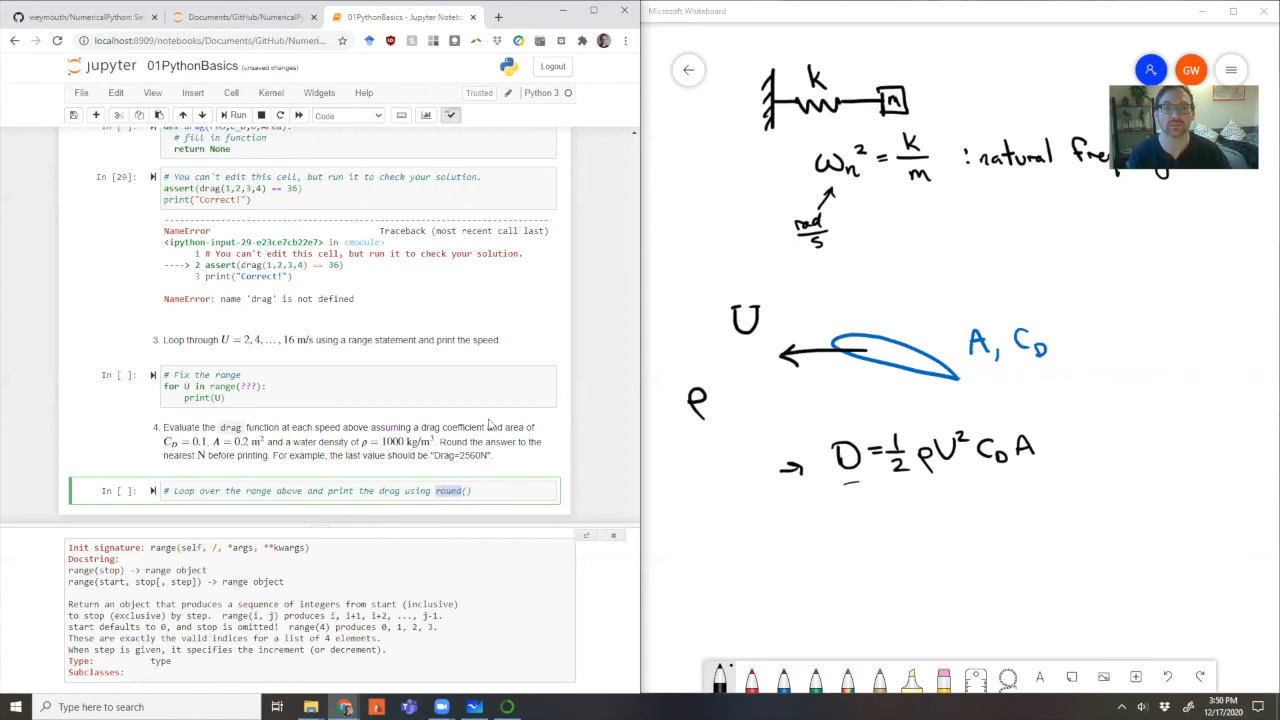 weymouth/NumericalPython: Se
Documents/GitHub/NumericalPy
01PythonBasics - Jupyter Noteb
localhost:8909/notebooks/Documents/GitHub/Numeri...
jupyter 01PythonBasics (unsaved changes)
Logout
File Edit View Insert Cell Kernel Widgets Help
Trusted
Python 3
Run
Code
# fill in function
return None
In [29]:
# You can't edit this cell, but run it to check your solution.
assert(drag(1,2,3,4) == 36)
print("Correct!")
NameError Traceback (most recent call last)
<ipython-input-29-e23ce7cb22e7> in <module>
1 # You can't edit this cell, but run it to check your solution.
----> 2 assert(drag(1,2,3,4) == 36)
3 print("Correct!")
NameError: name 'drag' is not defined
3. Loop through U = 2, 4, . . . , 16 m/s using a range statement and print the speed.
In [ ]:
# Fix the range
for U in range(???):
print(U)
4. Evaluate the drag function at each speed above assuming a drag coefficient and area of
C_D = 0.1, A = 0.2 m² and a water density of ρ = 1000 kg/m³. Round the answer to the
nearest N before printing. For example, the last value should be "Drag=2560N".
In [ ]:
# Loop over the range above and print the drag using round()
Init signature: range(self, /, *args, **kwargs)
Docstring:
range(stop) -> range object
range(start, stop[, step]) -> range object
Return an object that produces a sequence of integers from start (inclusive)
to stop (exclusive) by step. range(i, j) produces i, i+1, i+2, ..., j-1.
start defaults to 0, and stop is omitted! range(4) produces 0, 1, 2, 3.
These are exactly the valid indices for a list of 4 elements.
When step is given, it specifies the increment (or decrement).
Type: type
Subclasses:
Microsoft Whiteboard
GW
k
m
ω_n² = k/m : natural fre
rad/s
U
A, C_D
ρ
→ D = 1/2 ρU² C_D A
Type here to search
3:50 PM
12/17/2020